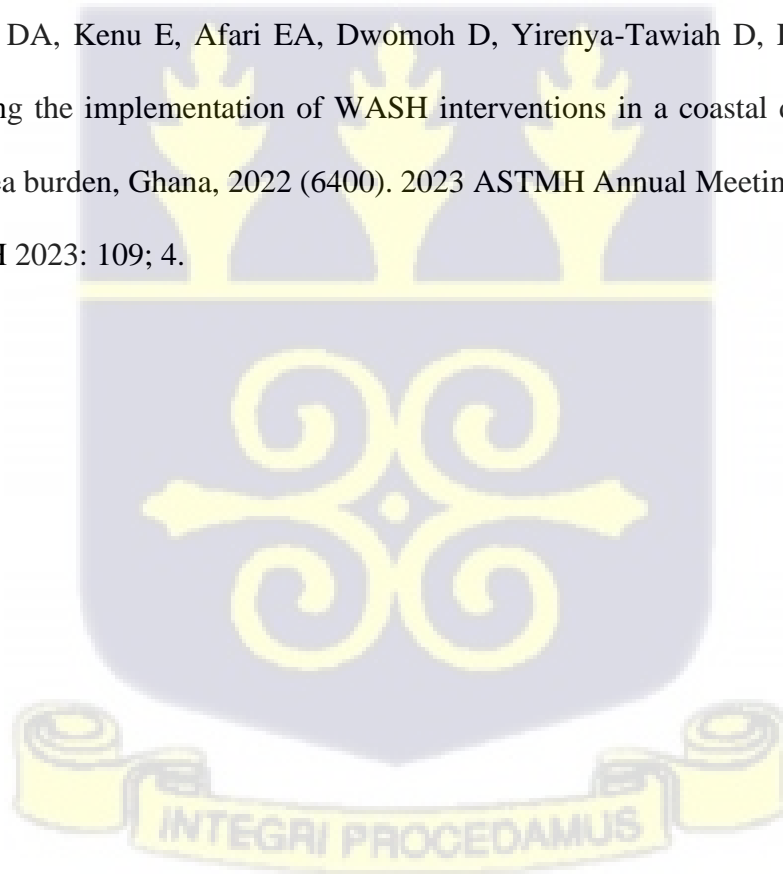 DA, Kenu E, Afari EA, Dwomoh D, Yirenya-Tawiah D,
ng the implementation of WASH interventions in a coastal
ea burden, Ghana, 2022 (6400). 2023 ASTMH Annual Meetin
H 2023: 109; 4.
INTEGRI PROCEDAMUS